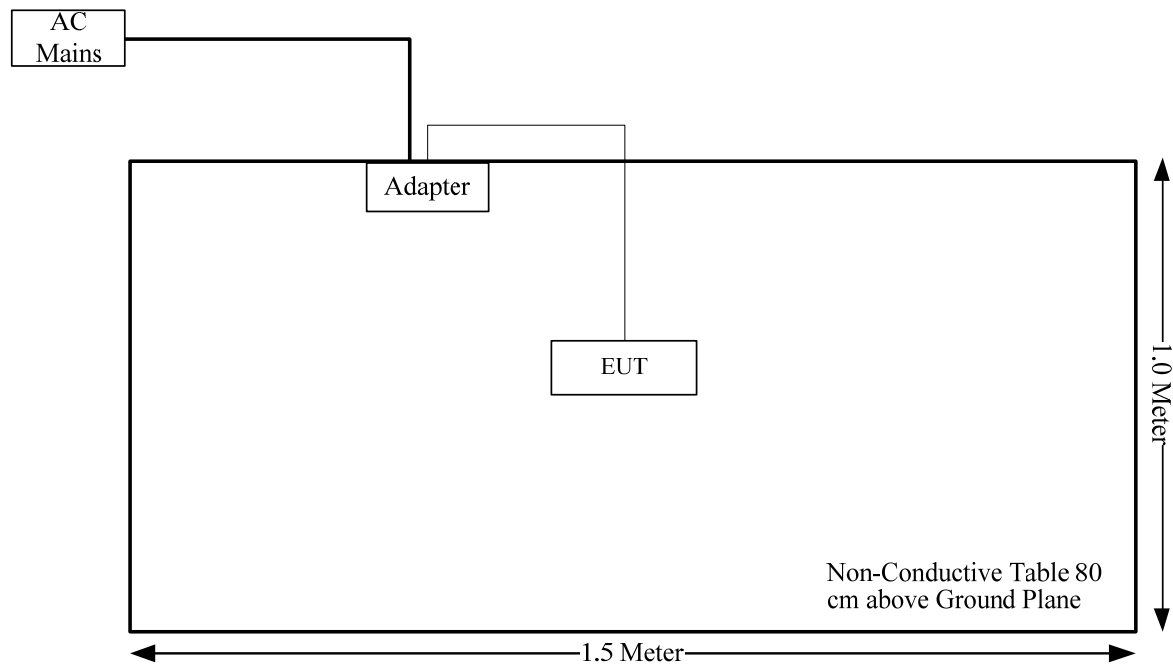 AC
Mains
Adapter
EUT
1.0 Meter
Non-Conductive Table 80
cm above Ground Plane
1.5 Meter